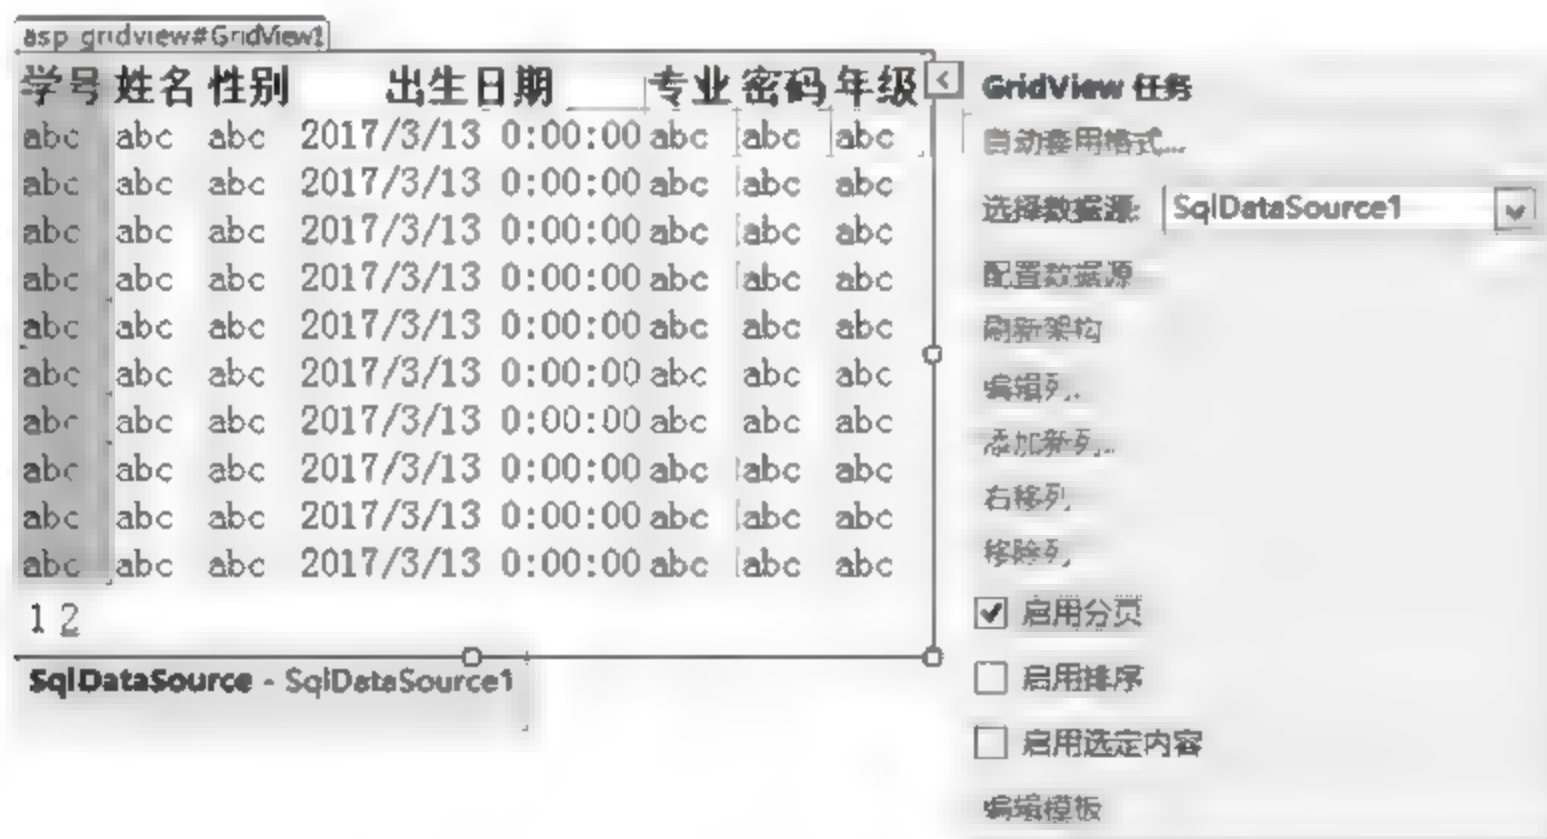 asp gridview#GridView1
学号 姓名 性别 出生日期 专业 密码 年级
abc abc abc 2017/3/13 0:00:00 abc abc abc
abc abc abc 2017/3/13 0:00:00 abc abc abc
abc abc abc 2017/3/13 0:00:00 abc abc abc
abc abc abc 2017/3/13 0:00:00 abc abc abc
abc abc abc 2017/3/13 0:00:00 abc abc abc
abc abc abc 2017/3/13 0:00:00 abc abc abc
abc abc abc 2017/3/13 0:00:00 abc abc abc
abc abc abc 2017/3/13 0:00:00 abc abc abc
abc abc abc 2017/3/13 0:00:00 abc abc abc
abc abc abc 2017/3/13 0:00:00 abc abc abc
1 2
SqlDataSource - SqlDataSource1
GridView 任务
自动套用格式...
选择数据源: SqlDataSource1
配置数据源
刷新架构
编辑列..
添加新列...
右移列
移除列
启用分页
启用排序
启用选定内容
编辑模板